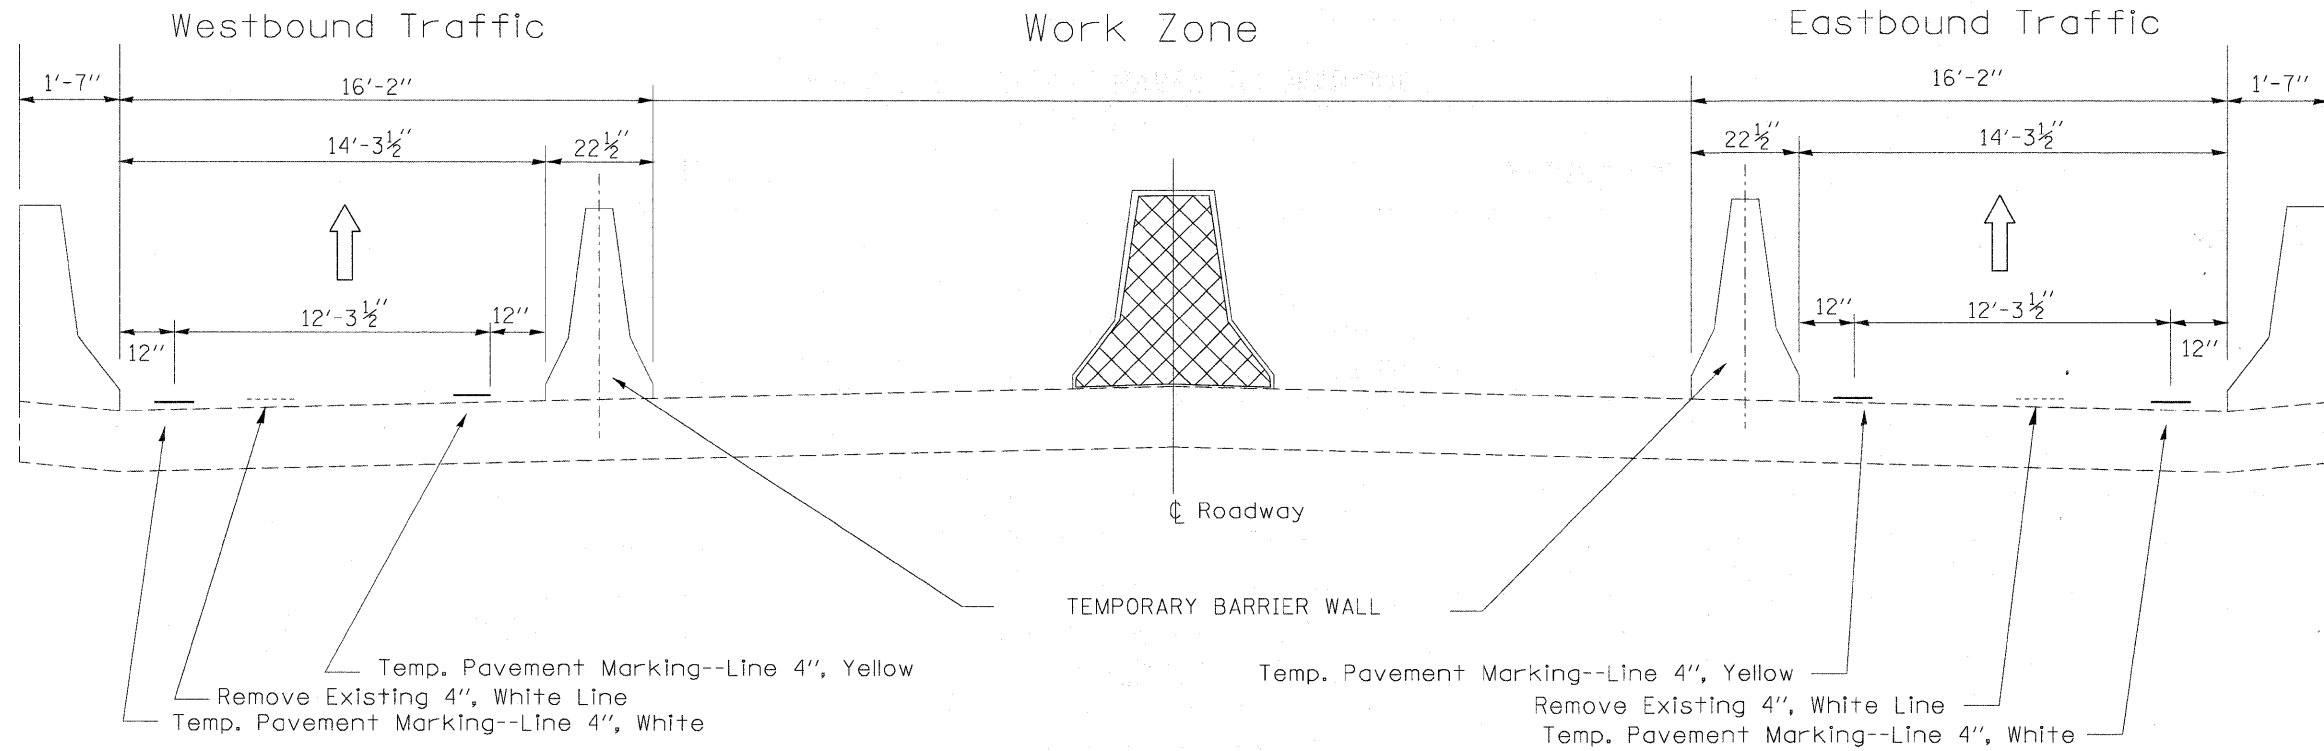 Westbound Traffic
Work Zone
Eastbound Traffic
1'-7"
16'-2"
16'-2"
1'-7"
14'-3½"
22½"
22½"
14'-3½"
12'-3½"
12"
12"
12"
12'-3½"
12"
℄ Roadway
TEMPORARY BARRIER WALL
Temp. Pavement Marking--Line 4", Yellow
Remove Existing 4", White Line
Temp. Pavement Marking--Line 4", White
Temp. Pavement Marking--Line 4", Yellow
Remove Existing 4", White Line
Temp. Pavement Marking--Line 4", White